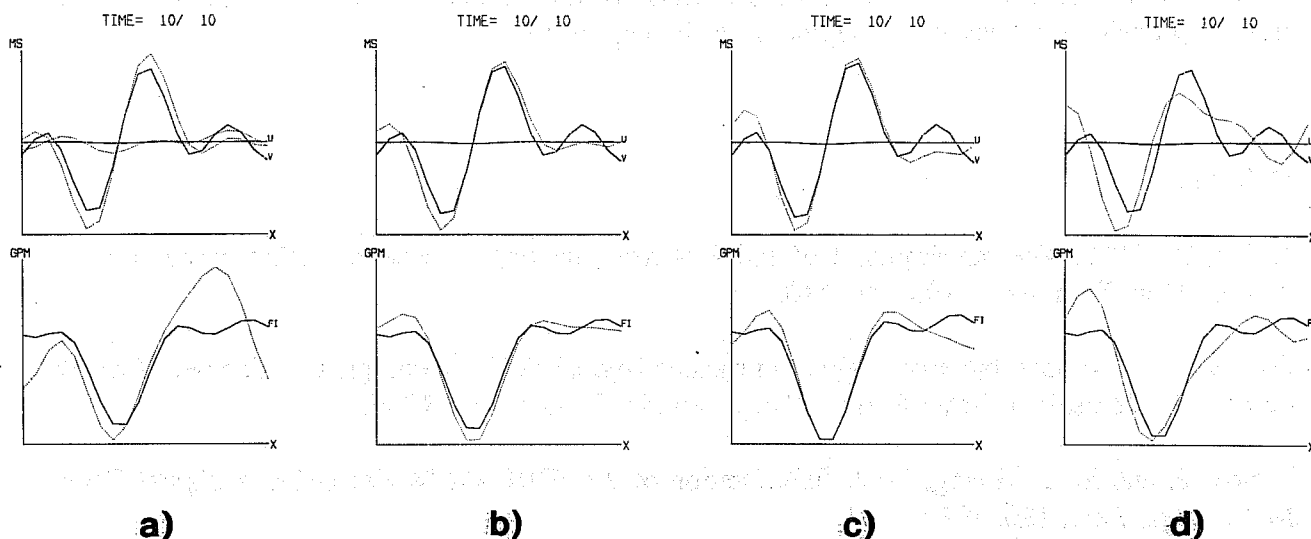 TIME= 10/ 10 TIME= 10/ 10 TIME= 10/ 10 TIME= 10/ 10
MS MS MS MS
U U U U
V V V V
X X X X
GPM GPM GPM GPM
FI FI FI F
X X X X
a) b) c) d)